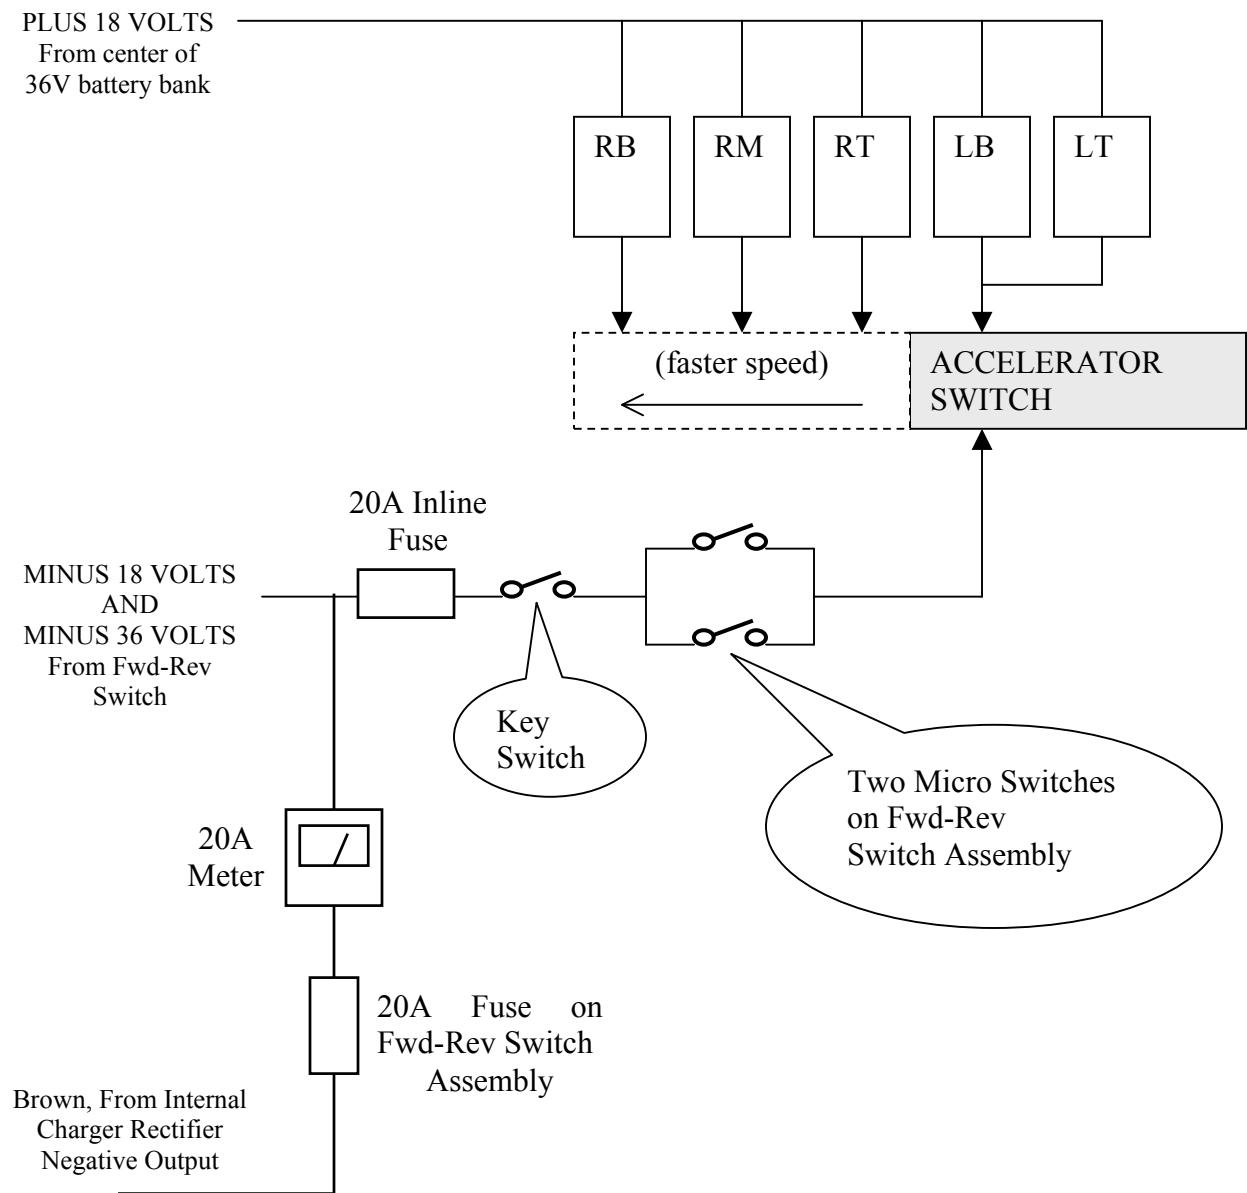 PLUS 18 VOLTS
From center of
36V battery bank
RB
RM
RT
LB
LT
(faster speed)
ACCELERATOR
SWITCH
20A Inline
Fuse
MINUS 18 VOLTS
AND
MINUS 36 VOLTS
From Fwd-Rev
Switch
Key
Switch
Two Micro Switches
on Fwd-Rev
Switch Assembly
20A
Meter
20A Fuse on
Fwd-Rev Switch
Assembly
Brown, From Internal
Charger Rectifier
Negative Output